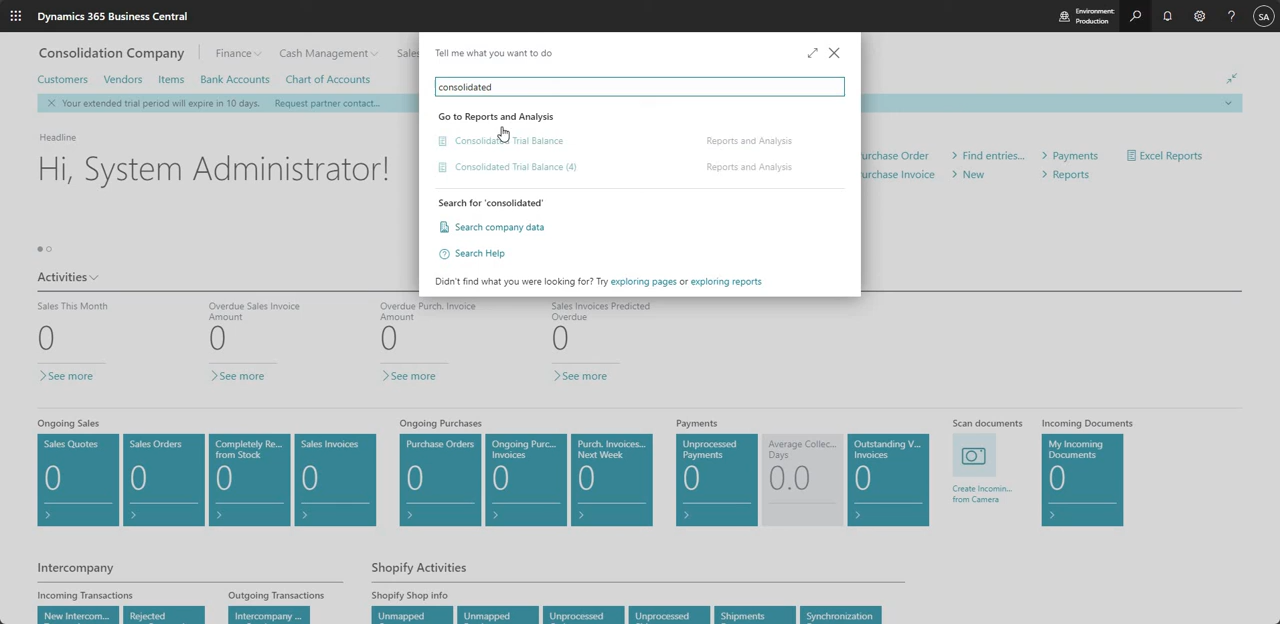 Dynamics 365 Business Central
Environment:
Production
SA
Consolidation Company
Finance
Cash Management
Sales
Customers
Vendors
Items
Bank Accounts
Chart of Accounts
Your extended trial period will expire in 10 days.
Request partner contact...
Tell me what you want to do
consolidated
Go to Reports and Analysis
Consolidated Trial Balance
Reports and Analysis
Consolidated Trial Balance (4)
Reports and Analysis
Search for 'consolidated'
Search company data
Search Help
Didn't find what you were looking for? Try exploring pages or exploring reports
Headline
Hi, System Administrator!
urchase Order
Find entries...
Payments
Excel Reports
urchase Invoice
New
Reports
Activities
Sales This Month
0
See more
Overdue Sales Invoice
Amount
0
See more
Overdue Purch. Invoice
Amount
0
See more
Sales Invoices Predicted
Overdue
0
See more
Ongoing Sales
Sales Quotes
0
Sales Orders
0
Completely Re...
from Stock
0
Sales Invoices
0
Ongoing Purchases
Purchase Orders
0
Ongoing Purc...
Invoices
0
Purch. Invoices...
Next Week
0
Payments
Unprocessed
Payments
0
Average Collec...
Days
0.0
Outstanding V...
Invoices
0
Scan documents
Create Incomin...
from Camera
Incoming Documents
My Incoming
Documents
0
Intercompany
Incoming Transactions
New Intercom...
Rejected
Outgoing Transactions
Intercompany ...
Shopify Activities
Shopify Shop info
Unmapped
Unmapped
Unprocessed
Unprocessed
Shipments
Synchronization